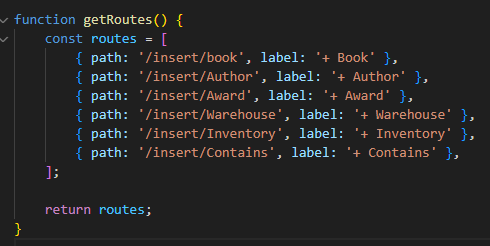 function getRoutes() {
const routes = [
{ path: '/insert/book', label: '+ Book' },
{ path: '/insert/Author', label: '+ Author' },
{ path: '/insert/Award', label: '+ Award' },
{ path: '/insert/Warehouse', label: '+ Warehouse' },
{ path: '/insert/Inventory', label: '+ Inventory' },
{ path: '/insert/Contains', label: '+ Contains' },
];
return routes;
}